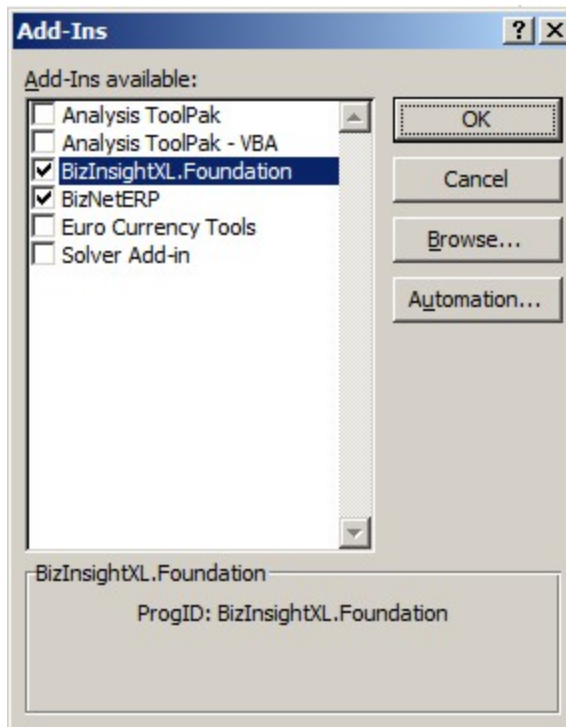 Add-Ins
Add-Ins available:
Analysis ToolPak
Analysis ToolPak - VBA
BizInsightXL.Foundation
BizNetERP
Euro Currency Tools
Solver Add-in
OK
Cancel
Browse...
Automation...
BizInsightXL.Foundation
ProgID: BizInsightXL.Foundation